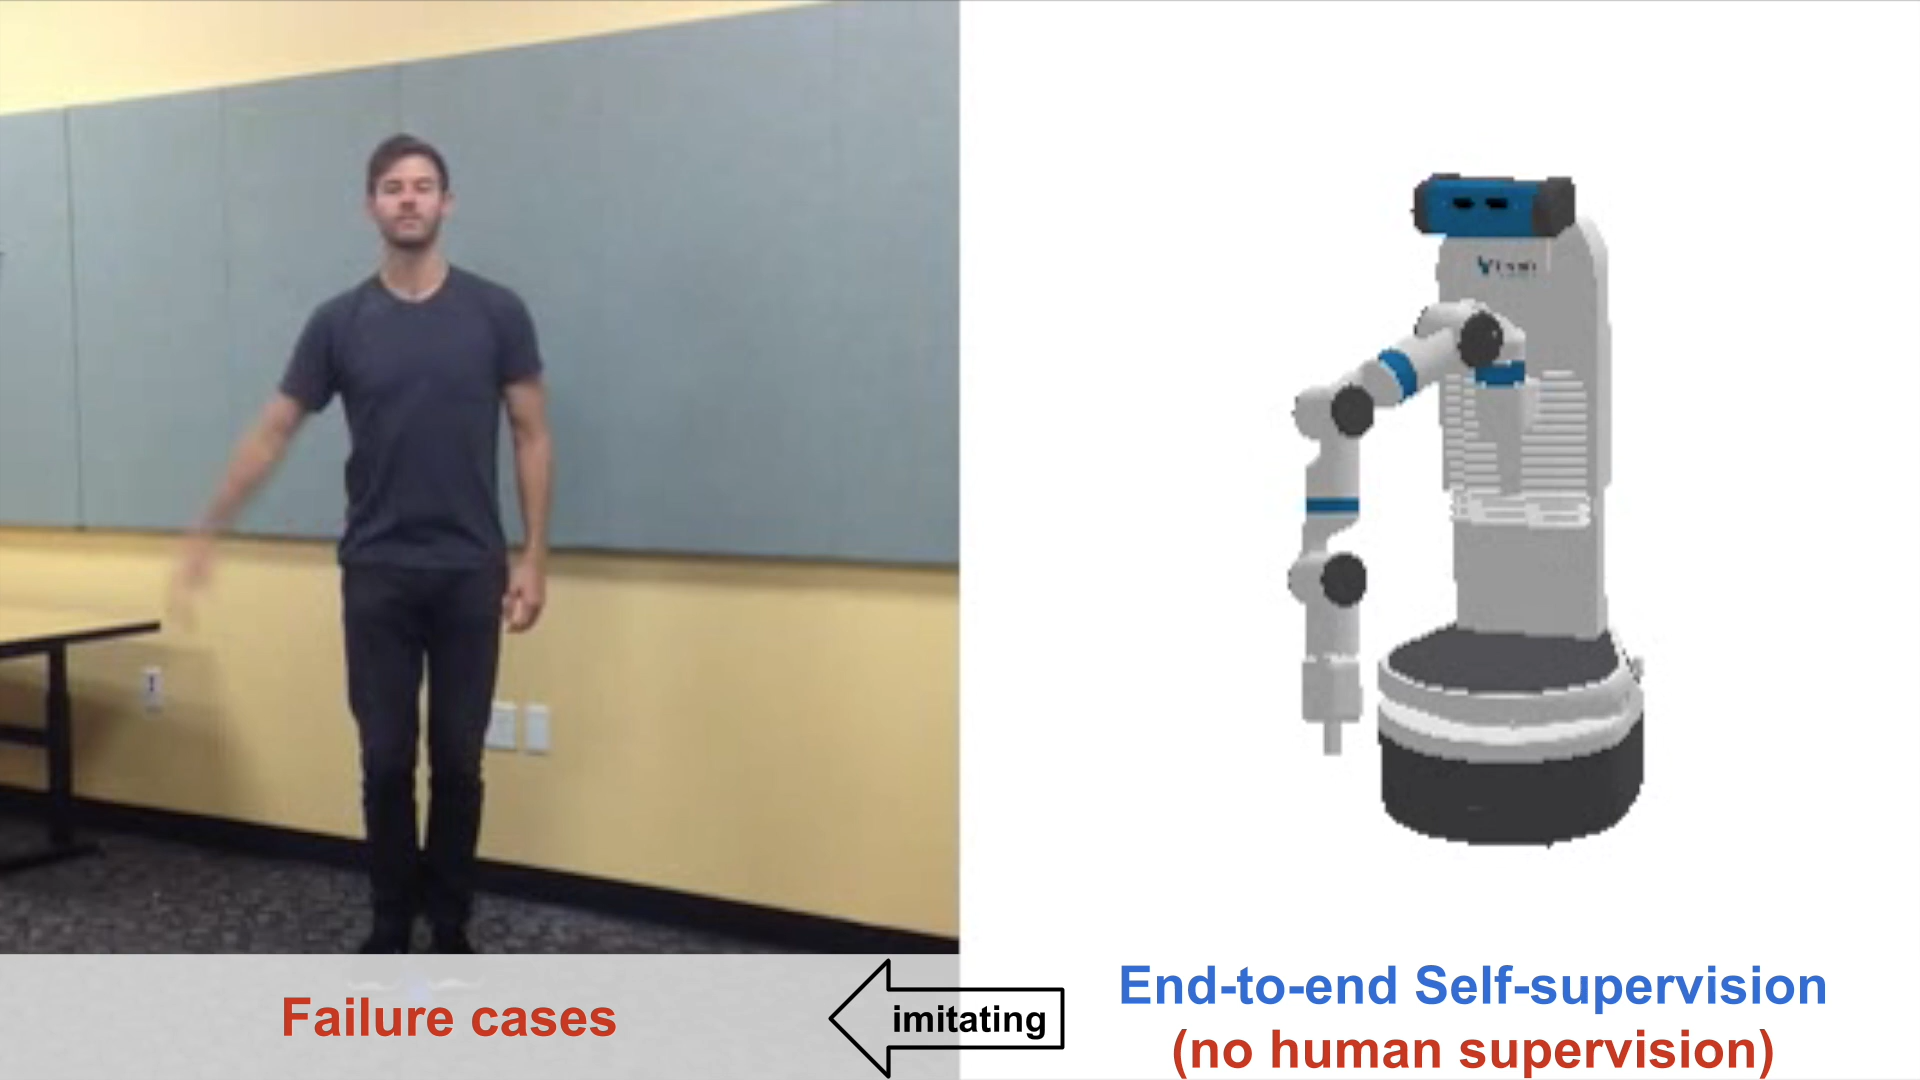 Failure cases
imitating
End-to-end Self-supervision
(no human supervision)